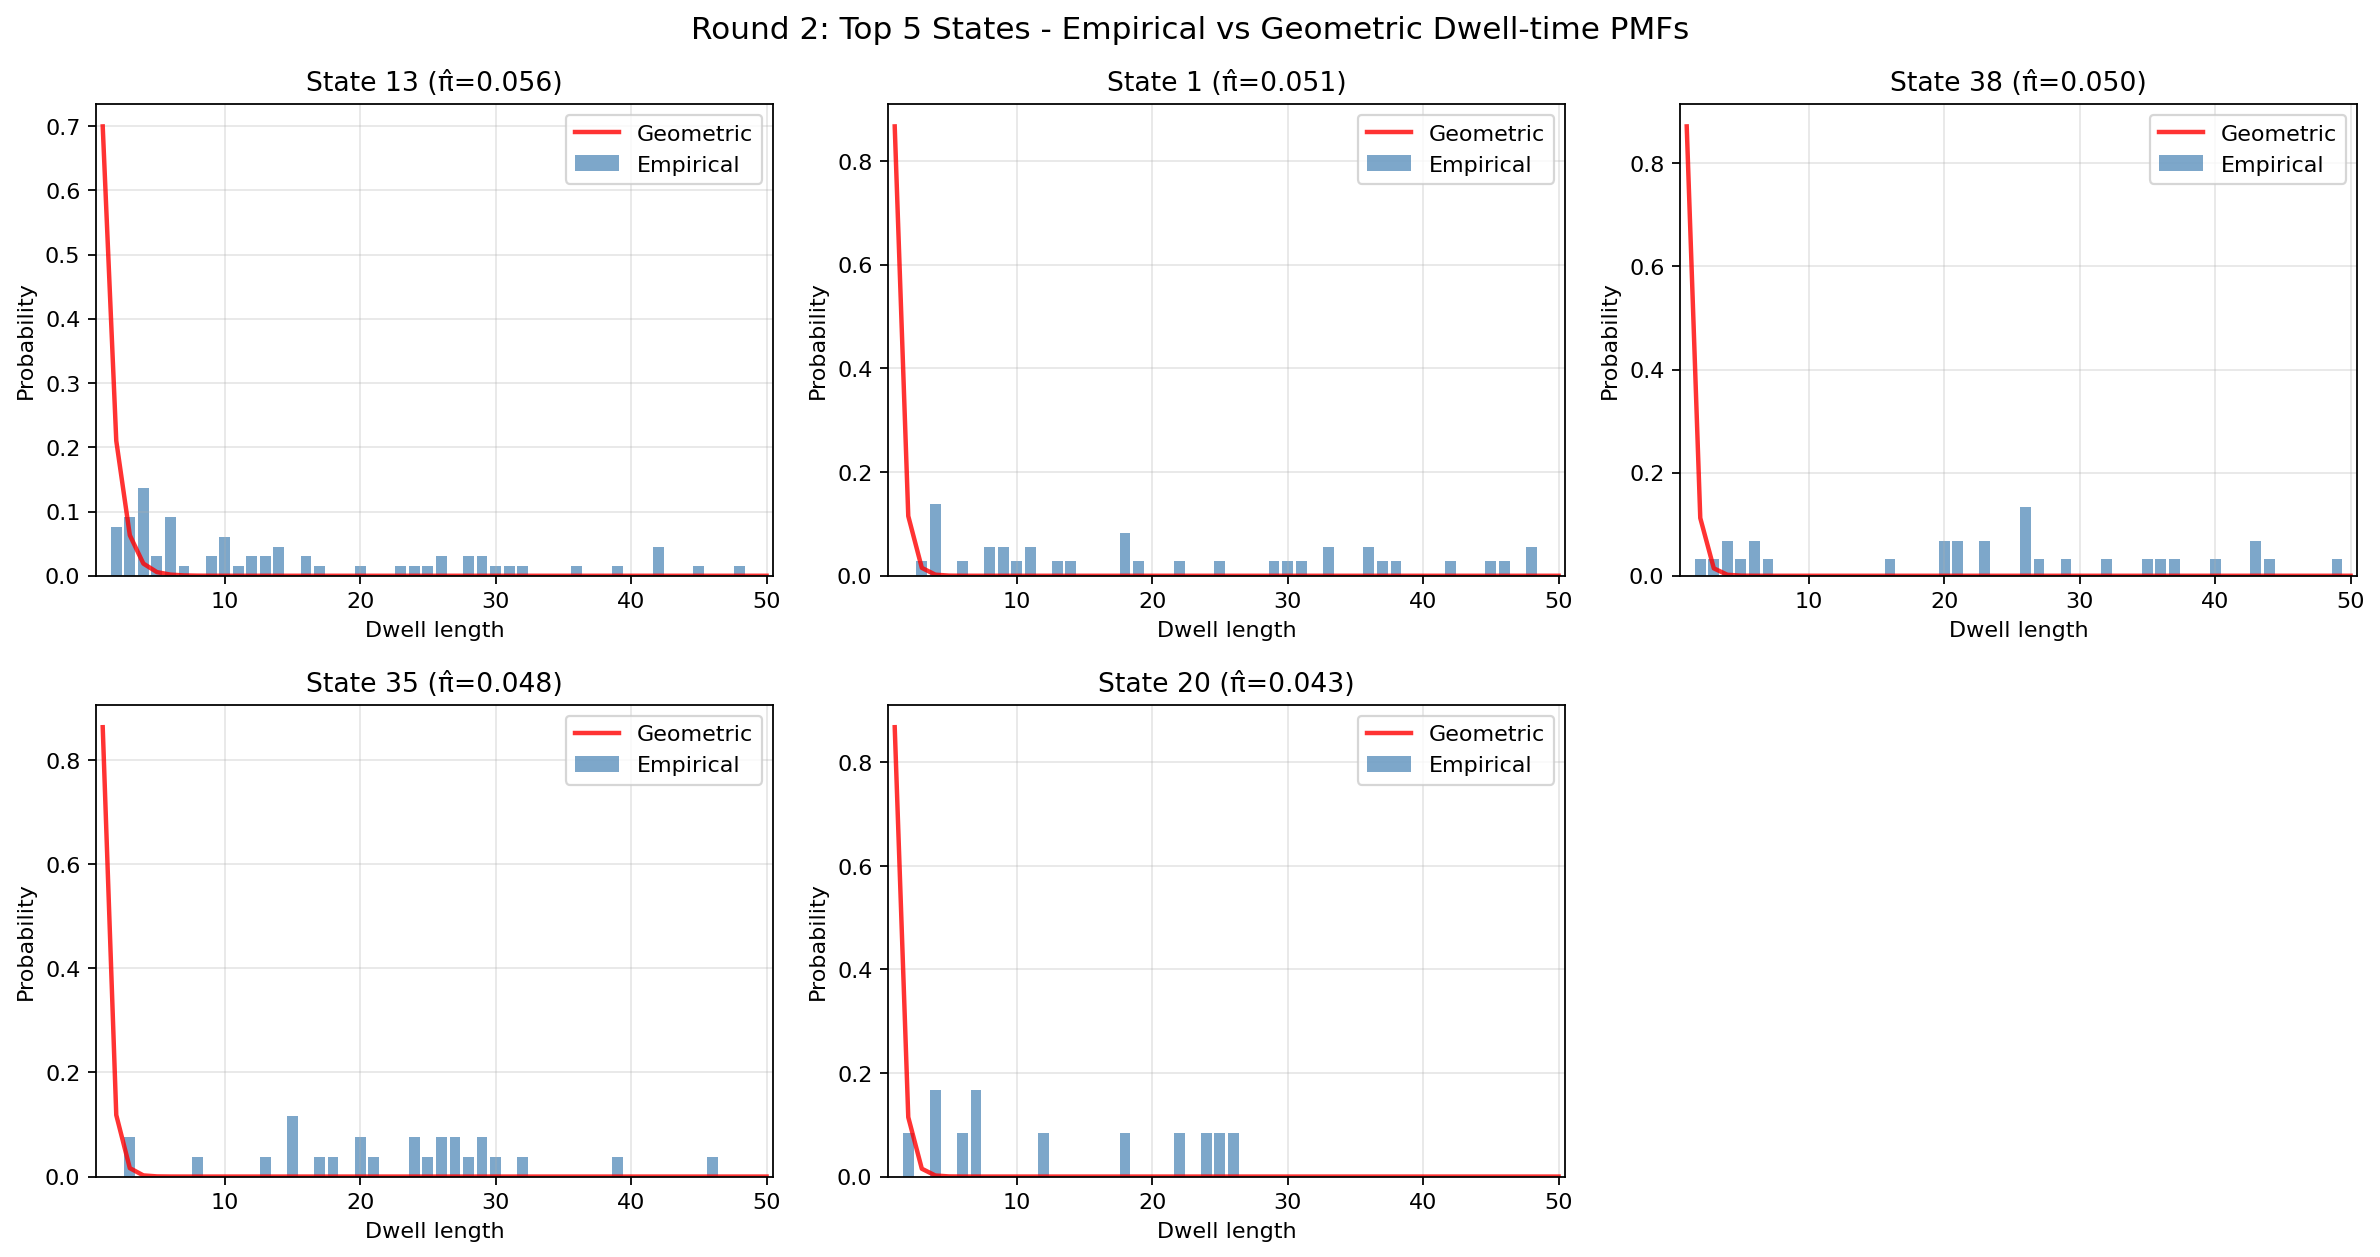 Round 2: Top 5 States - Empirical vs Geometric Dwell-time PMFs
State 13 (π̂=0.056)
Probability
0.7
0.6
0.5
0.4
0.3
0.2
0.1
0.0
Geometric
Empirical
10 20 30 40 50
Dwell length
State 1 (π̂=0.051)
Probability
0.8
0.6
0.4
0.2
0.0
Geometric
Empirical
10 20 30 40 50
Dwell length
State 38 (π̂=0.050)
Probability
0.8
0.6
0.4
0.2
0.0
Geometric
Empirical
10 20 30 40 50
Dwell length
State 35 (π̂=0.048)
Probability
0.8
0.6
0.4
0.2
0.0
Geometric
Empirical
10 20 30 40 50
Dwell length
State 20 (π̂=0.043)
Probability
0.8
0.6
0.4
0.2
0.0
Geometric
Empirical
10 20 30 40 50
Dwell length